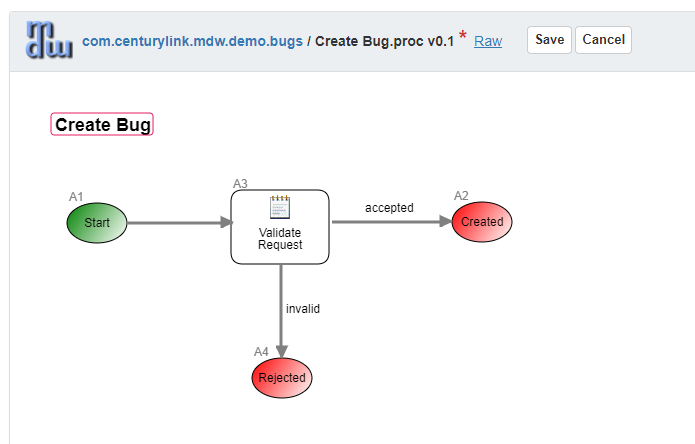 mdw
com.centurylink.mdw.demo.bugs / Create Bug.proc v0.1 * Raw Save Cancel
Create Bug
A1
Start
A3
Validate
Request
accepted
A2
Created
invalid
A4
Rejected